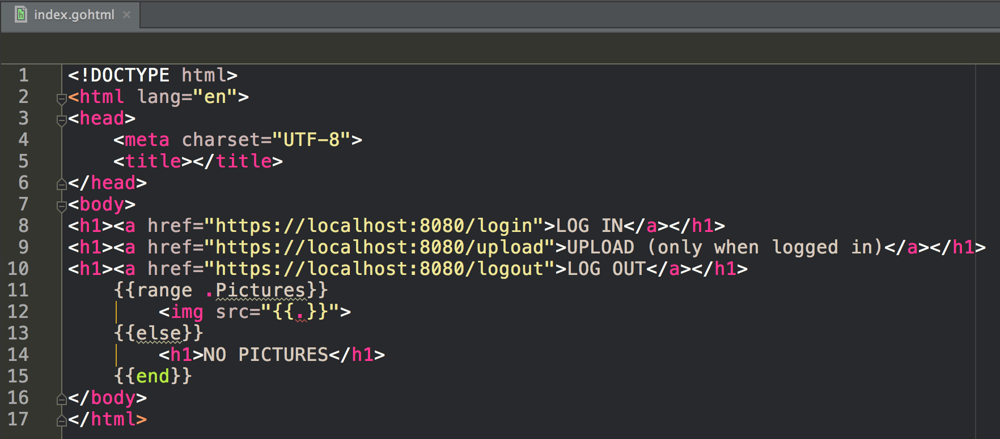 index.gohtml ×
1 <!DOCTYPE html>
2 <html lang="en">
3 <head>
4     <meta charset="UTF-8">
5     <title></title>
6 </head>
7 <body>
8 <h1><a href="https://localhost:8080/login">LOG IN</a></h1>
9 <h1><a href="https://localhost:8080/upload">UPLOAD (only when logged in)</a></h1>
10 <h1><a href="https://localhost:8080/logout">LOG OUT</a></h1>
11     {{range .Pictures}}
12         <img src="{{.}}">
13     {{else}}
14         <h1>NO PICTURES</h1>
15     {{end}}
16 </body>
17 </html>